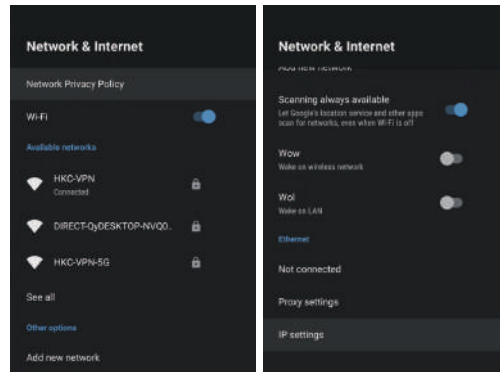 Network & Internet
Network Privacy Policy
Wi-Fi
Available networks
HKC-VPN
Connected
DIRECT-QyDESKTOP-NVQ0..
HKC-VPN-5G
See all
Other options
Add new network
Network & Internet
Add new network
Scanning always available
Let Google's location service and other apps
scan for networks, even when Wi-Fi is off
Wow
Wake on wireless network
Wol
Wake on LAN
Ethernet
Not connected
Proxy settings
IP settings